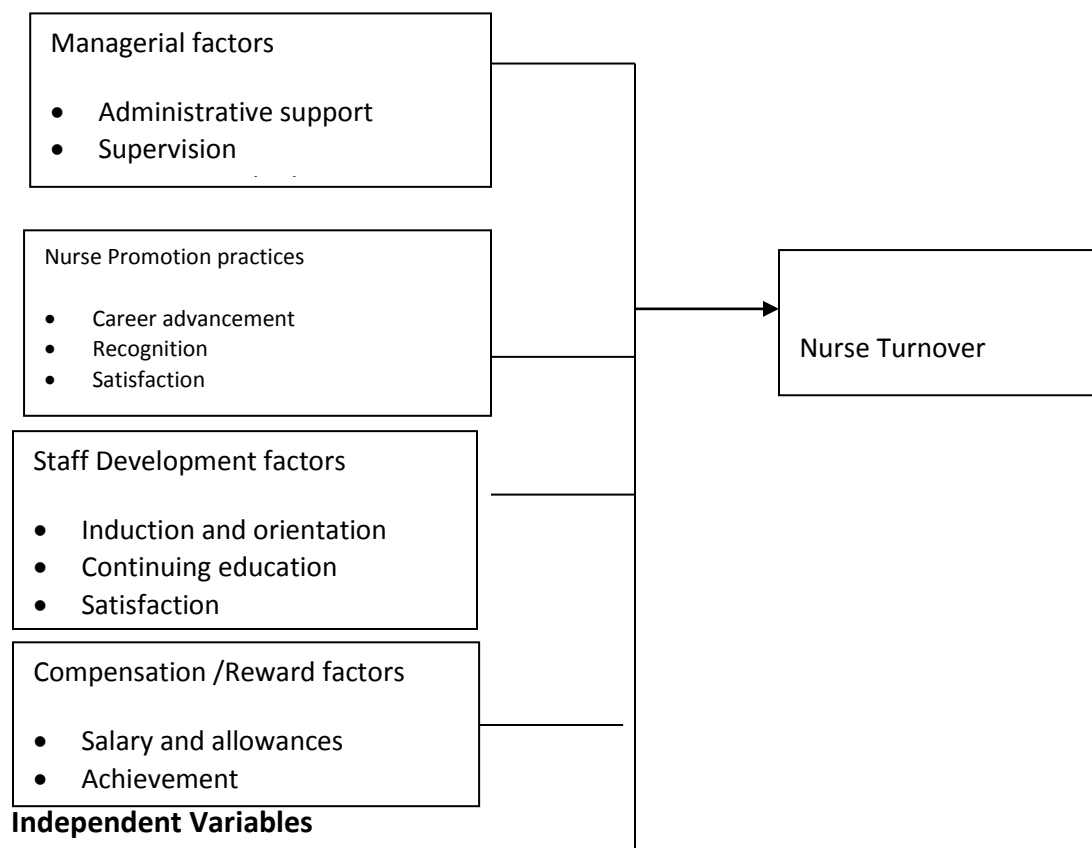 Managerial factors
• Administrative support
• Supervision
Nurse Promotion practices
• Career advancement
• Recognition
• Satisfaction
Staff Development factors
• Induction and orientation
• Continuing education
• Satisfaction
Compensation /Reward factors
• Salary and allowances
• Achievement
Independent Variables
Nurse Turnover